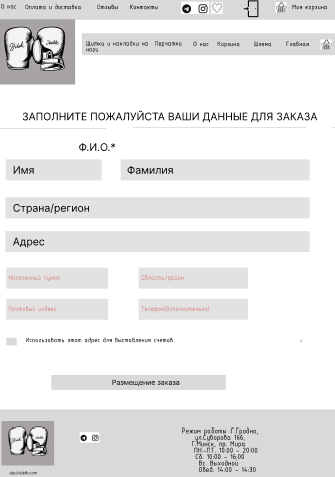 О нас Оплата и доставка Отзывы Контакты Моя корзина
Щитки и накладки на ноги Перчатки О нас Корзина Шлема Главная
ЗАПОЛНИТЕ ПОЖАЛУЙСТА ВАШИ ДАННЫЕ ДЛЯ ЗАКАЗА
Ф.И.О.*
Имя Фамилия
Страна/регион
Адрес
Населенный пункт Область/район
Почтовый индекс Телефон(дополнительно)
Использовать этот адрес для выставления счетов
Размещение заказа
Режим работы :Г.Гродно,
ул.Суворова 166,
Г.Минск, пр. Мира
ПН.-ПТ. 10:00 - 20:00
Сб. 10:00 - 16:00
Вс. Выходной
Обед. 14:00 - 14:30